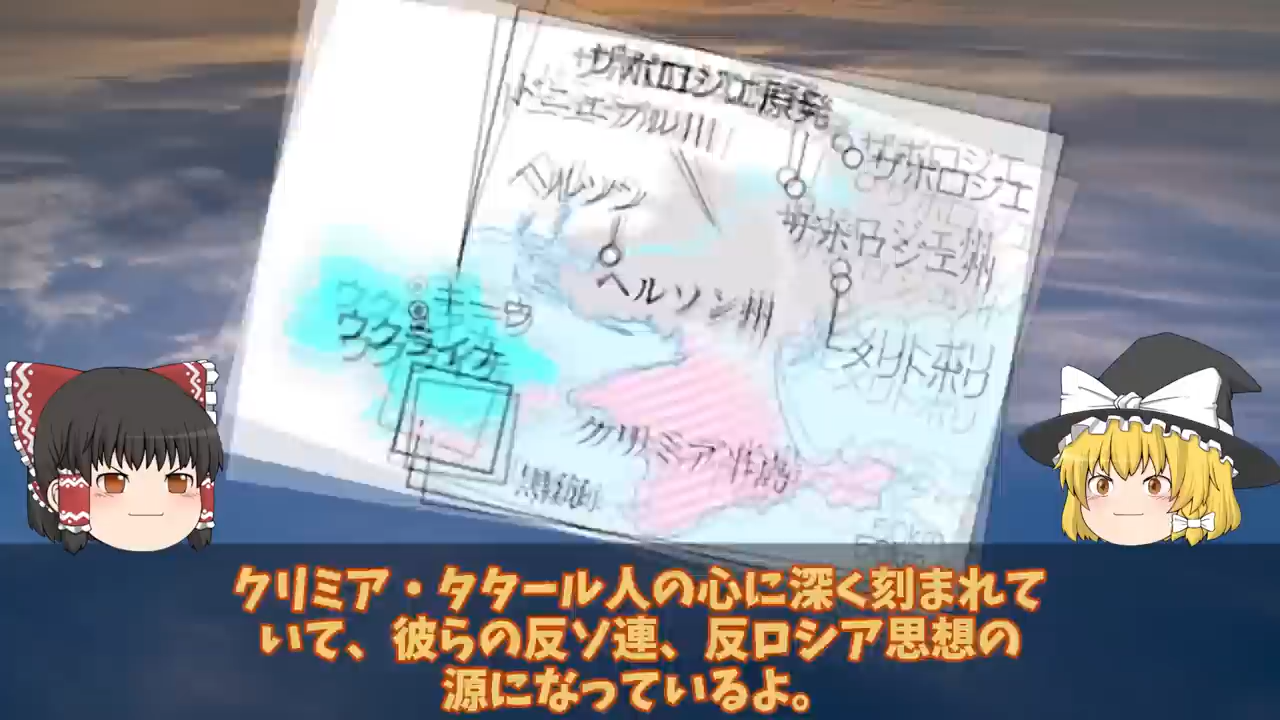 ザポロジエ原発
ドニエプル川
ザポロジエ
ヘルソン
ザポロジエ州
ヘルソン州
キーウ
ウクライナ
メリトポリ
クリミア半島
クリミア・タタール人の心に深く刻まれて
いて、彼らの反ソ連、反ロシア思想の
源になっているよ。